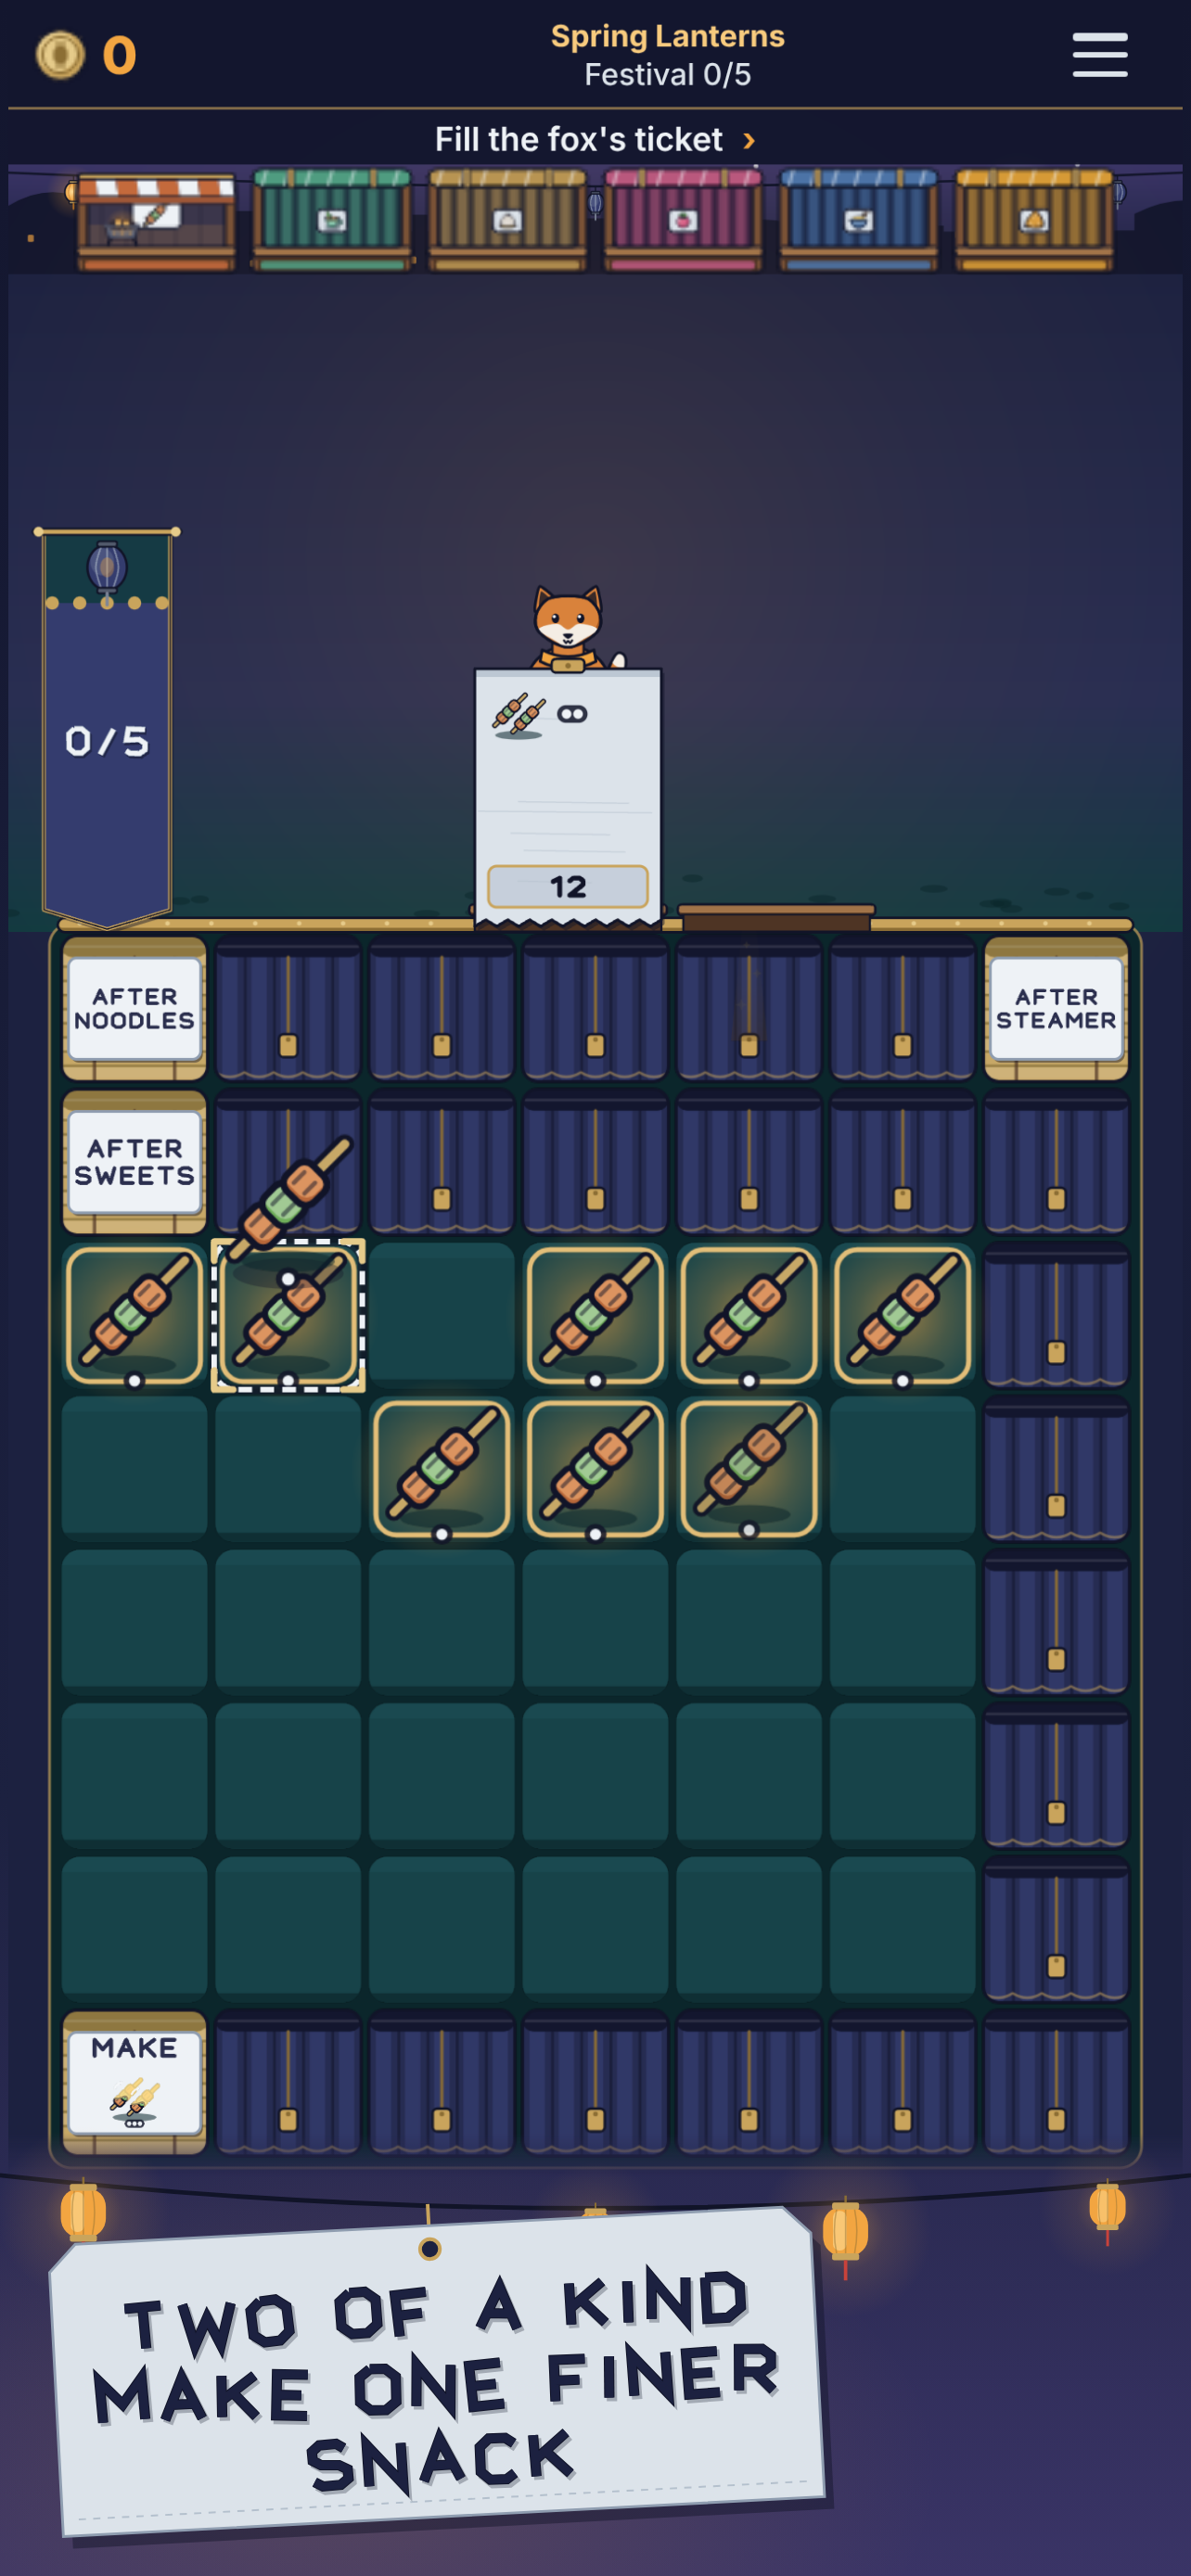 0
Spring Lanterns
Festival 0/5
Fill the fox's ticket ›
0/5
12
AFTER
NOODLES
AFTER
STEAMER
AFTER
SWEETS
MAKE
TWO OF A KIND
MAKE ONE FINER
SNACK